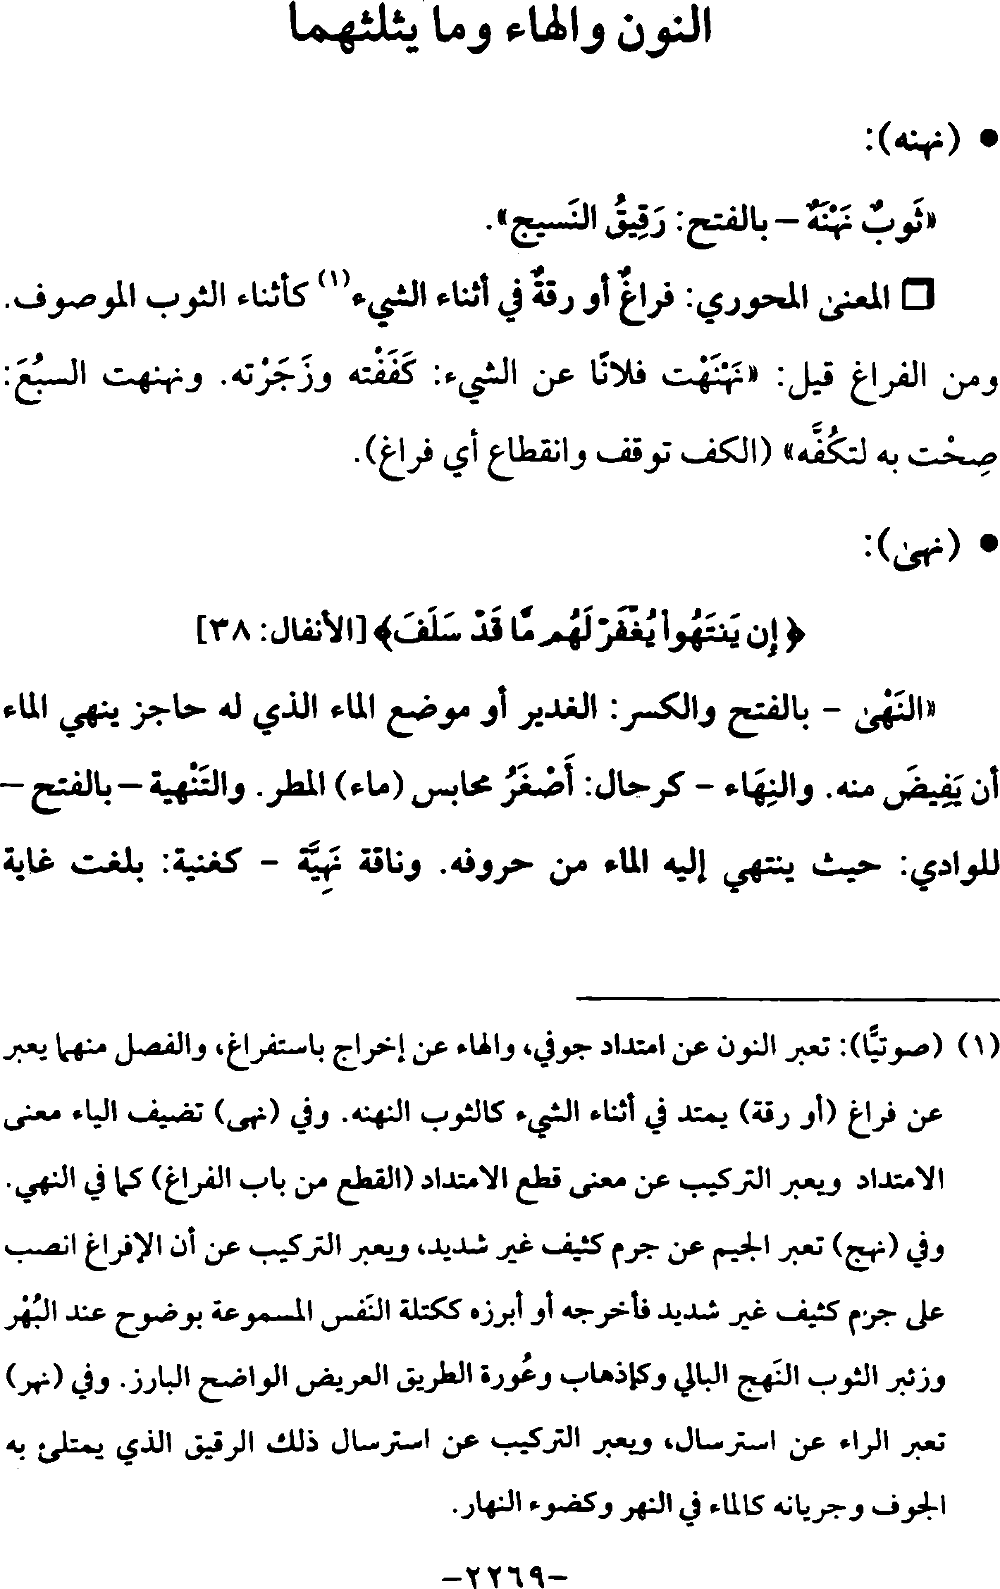 النون والهاء وما يثلثهما
● (نهنه):
«ثَوبٌ نَهْنَهٌ – بالفتح: رَقِيقُ النَسيج».
❏ المعنى المحوري: فراغٌ أو رقةٌ في أثناء الشيء(١) كأثناء الثوب الموصوف.
ومن الفراغ قيل: «نَهْنَهْت فلانًا عن الشيء: كَفَفْته وزَجَرْته. ونهنهت السبُعَ:
صِحْت به لتكُفَّه» (الكف توقف وانقطاع أي فراغ).
● (نهى):
﴿إِن يَنتَهُواْ يُغْفَرْ لَهُم مَّا قَدْ سَلَفَ﴾ [الأنفال: ٣٨]
«النَهْىُ – بالفتح والكسر: الغدير أو موضع الماء الذي له حاجز ينهي الماء
أن يَفِيضَ منه. والنِهَاء – كرحال: أَصْغَرُ محابس (ماء) المطر. والتَنْهية – بالفتح –
للوادي: حيث ينتهي إليه الماء من حروفه. وناقة نَهِيَّة – كغنية: بلغت غاية
(١) (صوتيًّا): تعبر النون عن امتداد جوفي، والهاء عن إخراج باستفراغ، والفصل منهما يعبر
عن فراغ (أو رقة) يمتد في أثناء الشيء كالثوب النهنه. وفي (نهى) تضيف الياء معنى
الامتداد ويعبر التركيب عن معنى قطع الامتداد (القطع من باب الفراغ) كما في النهي.
وفي (نهج) تعبر الجيم عن جرم كثيف غير شديد، ويعبر التركيب عن أن الإفراغ انصب
على جرم كثيف غير شديد فأخرجه أو أبرزه ككتلة النَفس المسموعة بوضوح عند البُهْر
وزئبر الثوب النَهج البالي وكإذهاب وعُورة الطريق العريض الواضح البارز. وفي (نهر)
تعبر الراء عن استرسال، ويعبر التركيب عن استرسال ذلك الرقيق الذي يمتلئ به
الجوف وجريانه كالماء في النهر وكضوء النهار.
–٢٢٦٩–